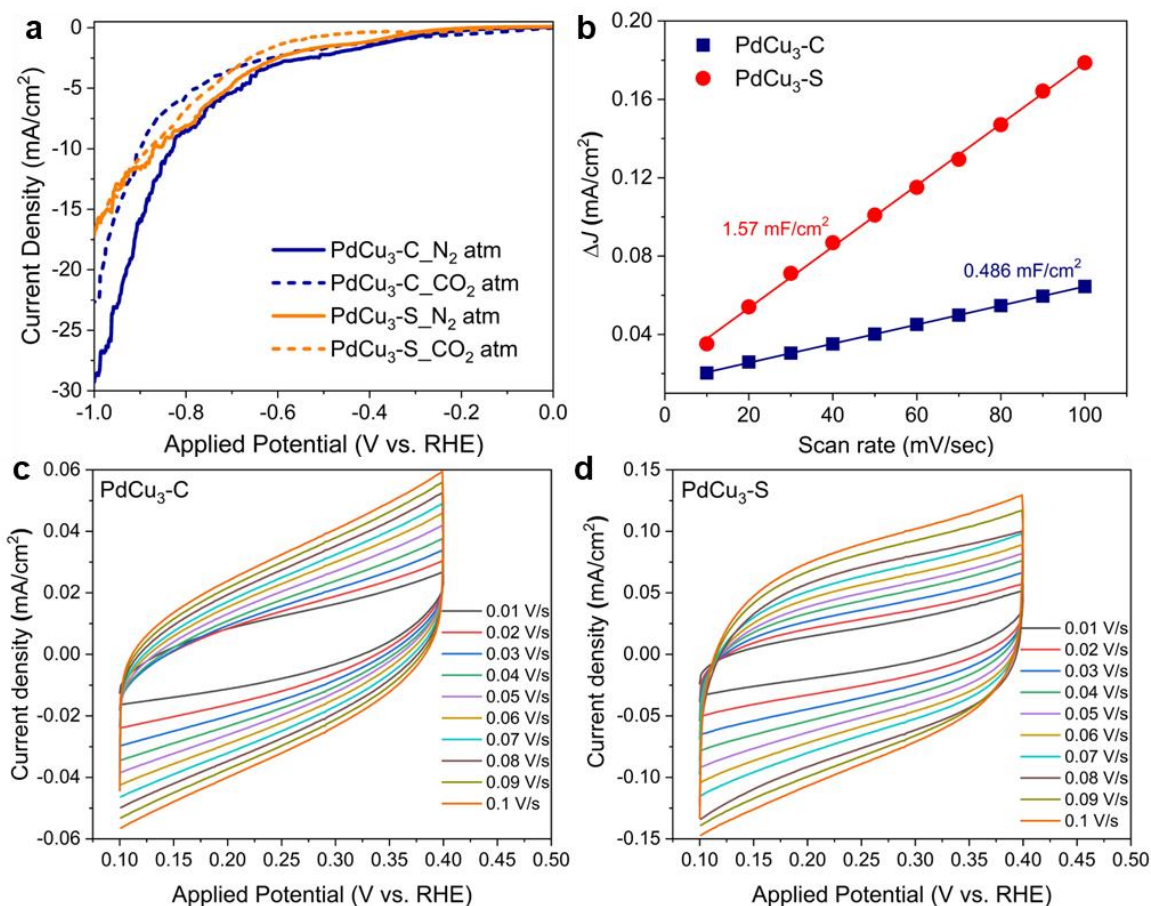 a
0
-5
-10
-15
-20
-25
-30
-1.0
-0.8
-0.6
-0.4
-0.2
0.0
Current Density (mA/cm²)
Applied Potential (V vs. RHE)
PdCu₃-C_N₂ atm
PdCu₃-C_CO₂ atm
PdCu₃-S_N₂ atm
PdCu₃-S_CO₂ atm
b
0.20
0.16
0.12
0.08
0.04
0
20
40
60
80
100
ΔJ (mA/cm²)
Scan rate (mV/sec)
PdCu₃-C
PdCu₃-S
1.57 mF/cm²
0.486 mF/cm²
c
PdCu₃-C
0.06
0.04
0.02
0.00
-0.02
-0.04
-0.06
0.10
0.15
0.20
0.25
0.30
0.35
0.40
0.45
0.50
Current density (mA/cm²)
Applied Potential (V vs. RHE)
0.01 V/s
0.02 V/s
0.03 V/s
0.04 V/s
0.05 V/s
0.06 V/s
0.07 V/s
0.08 V/s
0.09 V/s
0.1 V/s
d
PdCu₃-S
0.15
0.10
0.05
0.00
-0.05
-0.10
-0.15
0.10
0.15
0.20
0.25
0.30
0.35
0.40
0.45
0.50
Current density (mA/cm²)
Applied Potential (V vs. RHE)
0.01 V/s
0.02 V/s
0.03 V/s
0.04 V/s
0.05 V/s
0.06 V/s
0.07 V/s
0.08 V/s
0.09 V/s
0.1 V/s